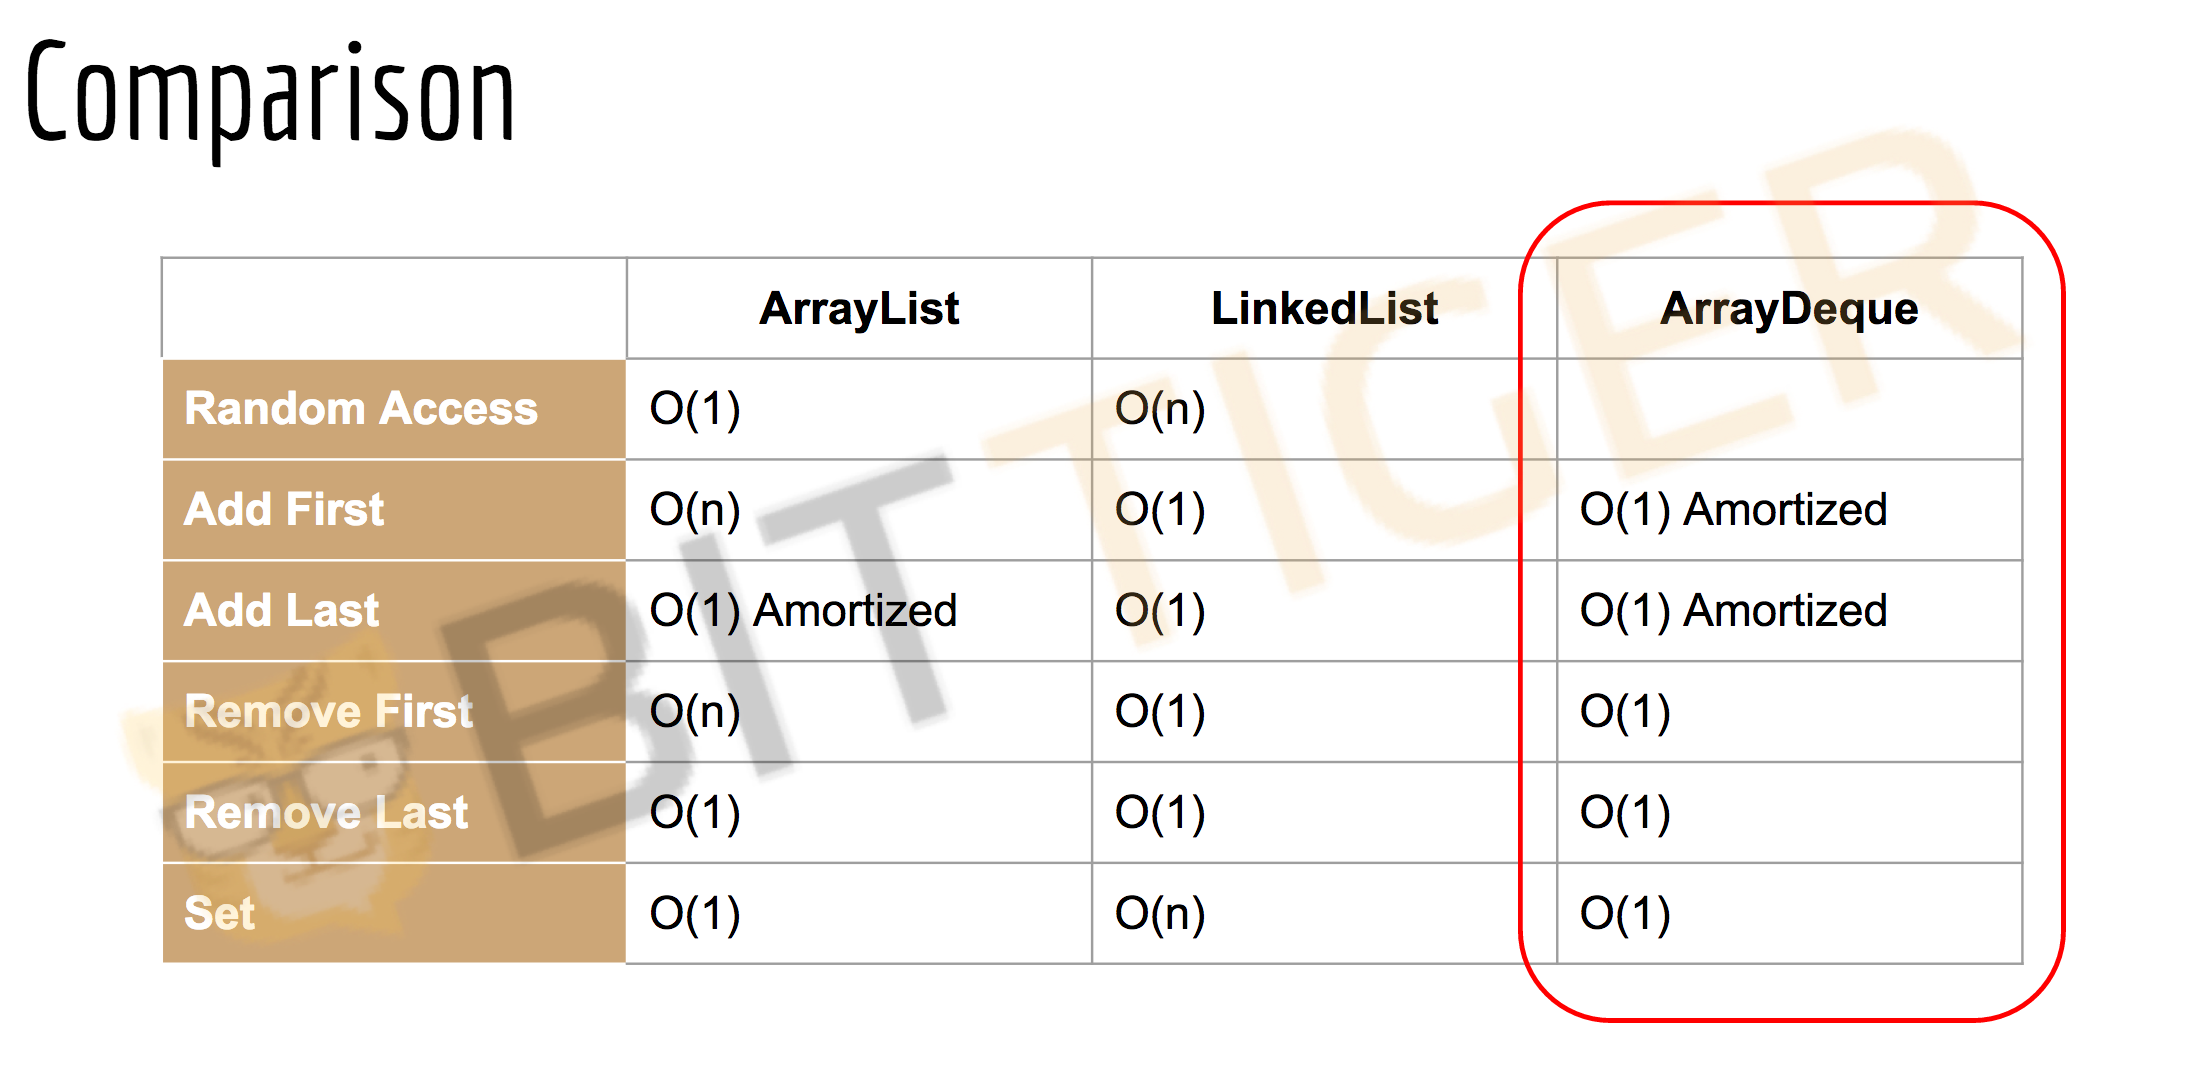 Comparison
ArrayList LinkedList ArrayDeque
Random Access O(1) O(n)
Add First O(n) O(1) O(1) Amortized
Add Last O(1) Amortized O(1) O(1) Amortized
Remove First O(n) O(1) O(1)
Remove Last O(1) O(1) O(1)
Set O(1) O(n) O(1)
BITTIGER